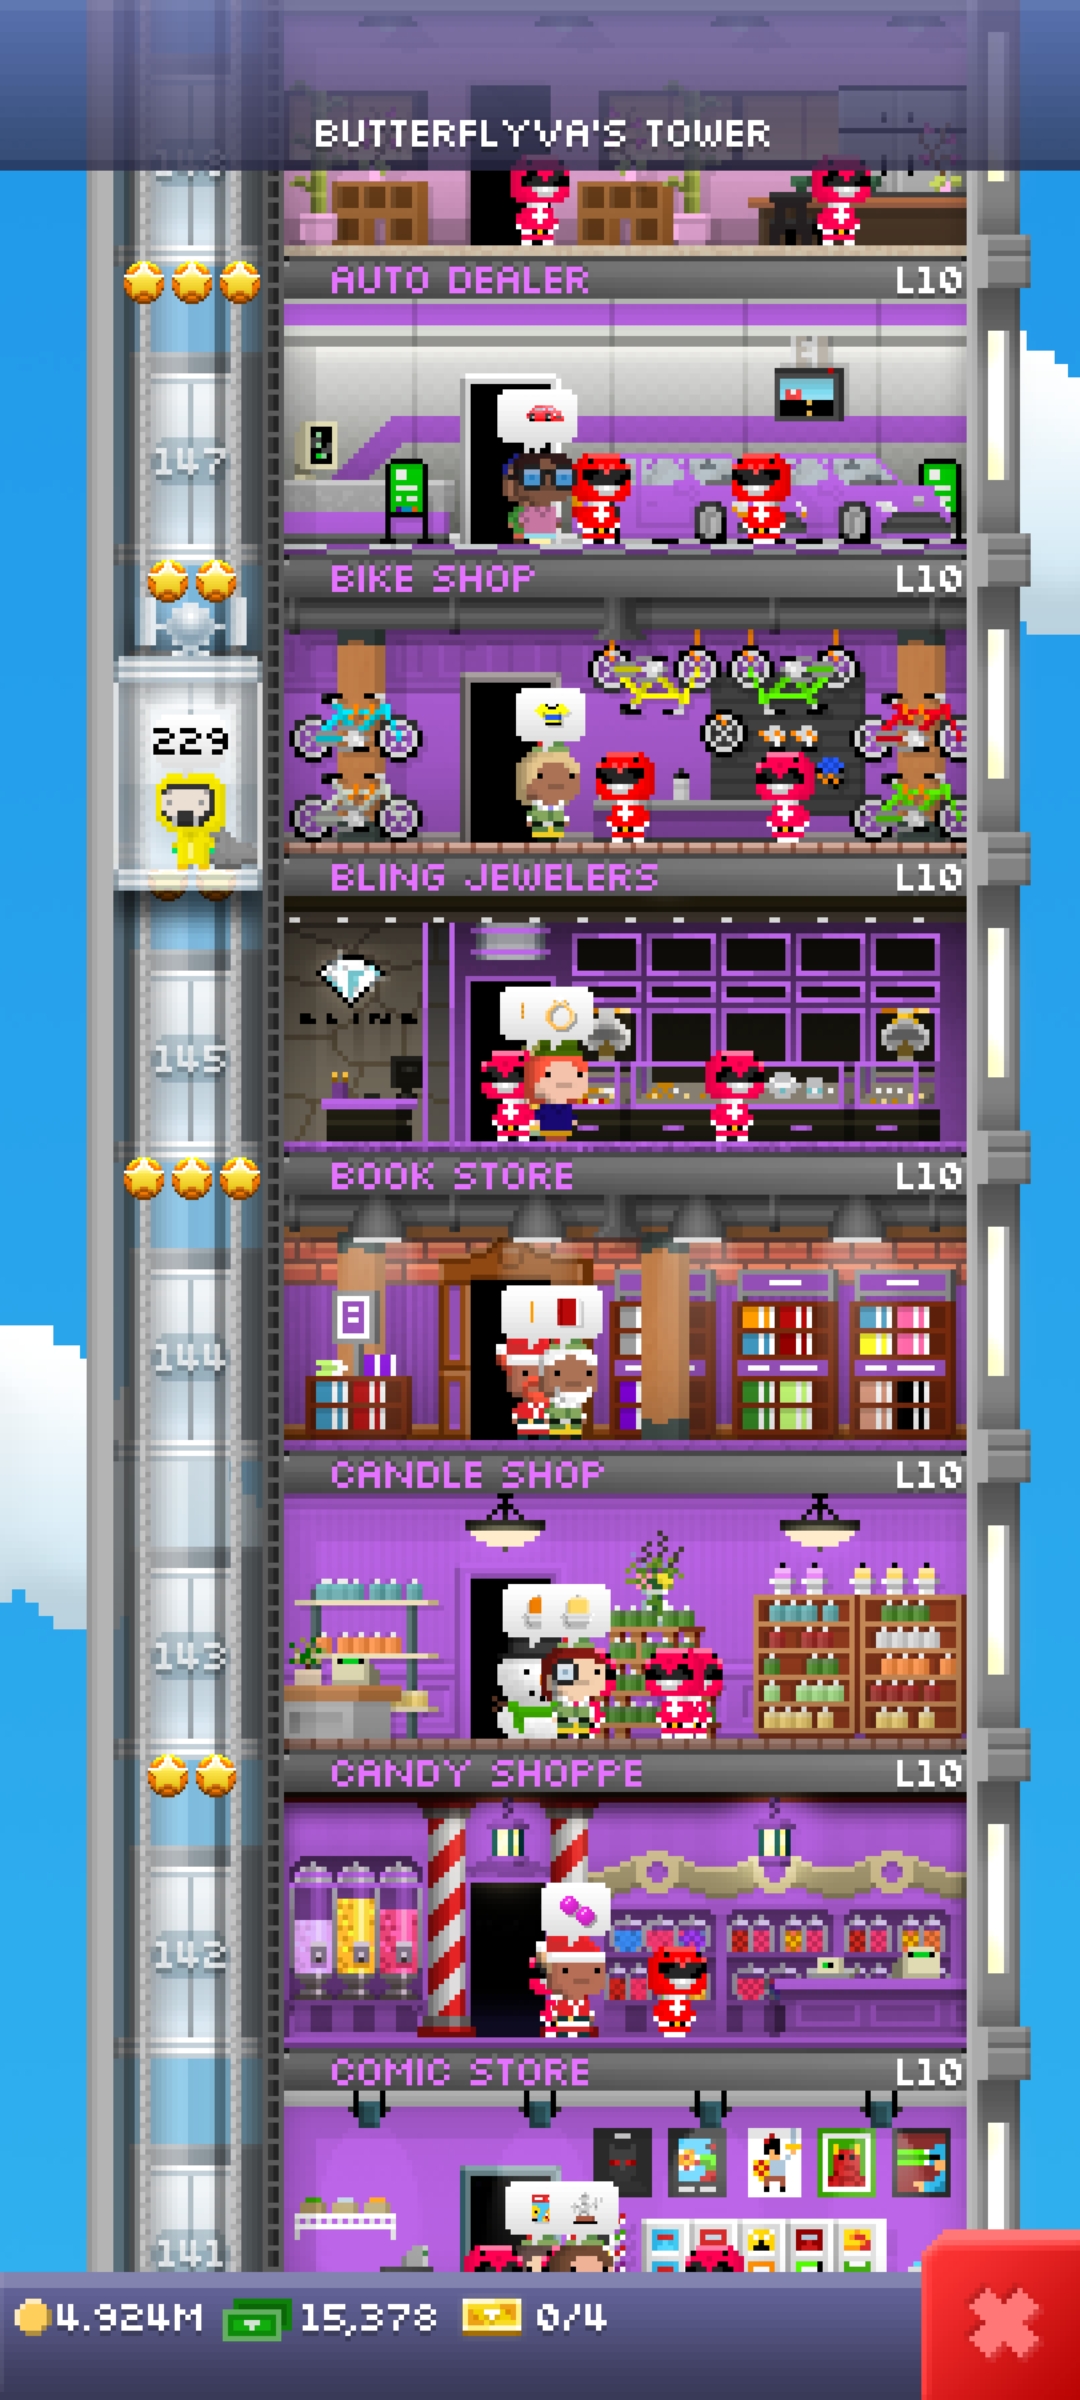 BUTTERFLYVA'S TOWER
AUTO DEALER L10
147
BIKE SHOP L10
229
BLING JEWELERS L10
BLING
145
BOOK STORE L10
8
144
CANDLE SHOP L10
143
CANDY SHOPPE L10
142
COMIC STORE L10
141
4.924M 15,378 0/4